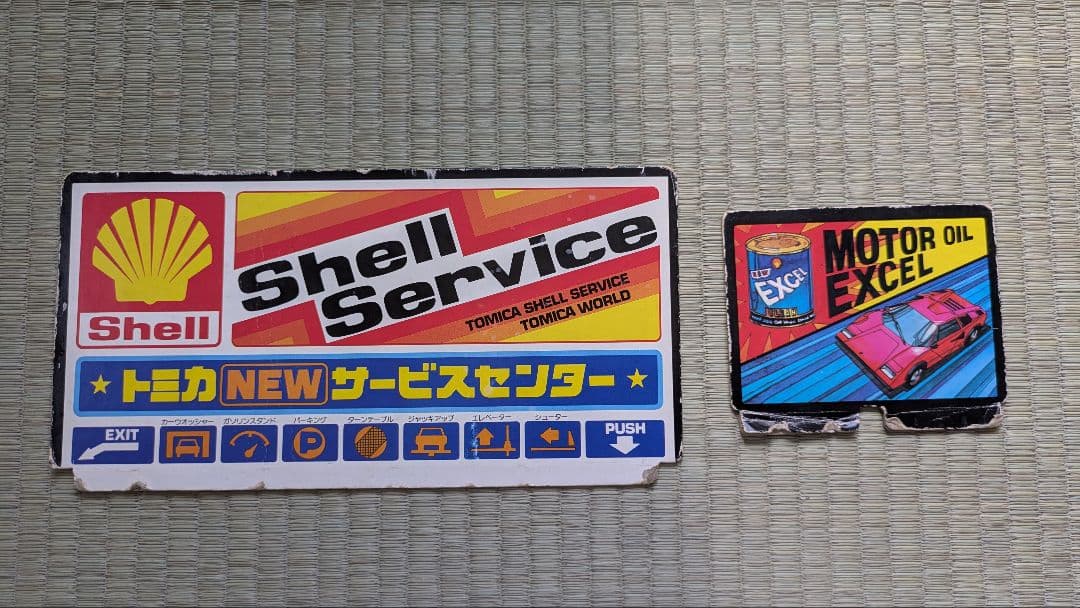 Shell
Shell
Service
TOMICA SHELL SERVICE
TOMICA WORLD
★トミカNEWサービスセンター★
カーウオッシャー ガソリンスタンド パーキング ターンテーブル ジャッキアップ エレベーター シューター
EXIT
P
PUSH
MOTOR OIL
EXCEL
NEW
EXCEL